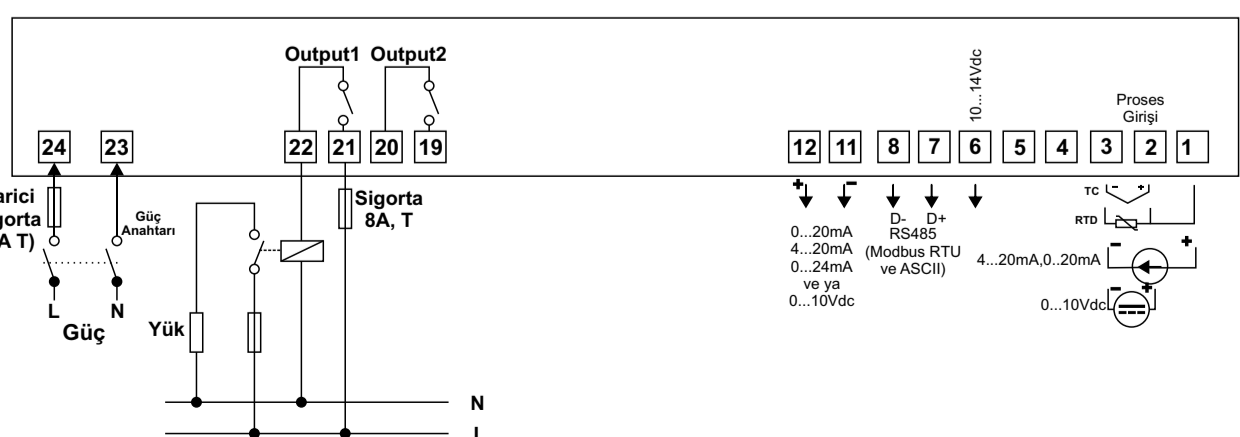 Output1 Output2
10...14Vdc
Proses
Girişi
24 23 22 21 20 19 12 11 8 7 6 5 4 3 2 1
Sigorta
8A, T
Güç
Anahtarı
L N
Güç
Yük
N
L
+ -
0...20mA
4...20mA
0...24mA
ve ya
0...10Vdc
D- D+
RS485
(Modbus RTU
ve ASCII)
TC - +
RTD
- +
4...20mA,0..20mA
- +
0...10Vdc